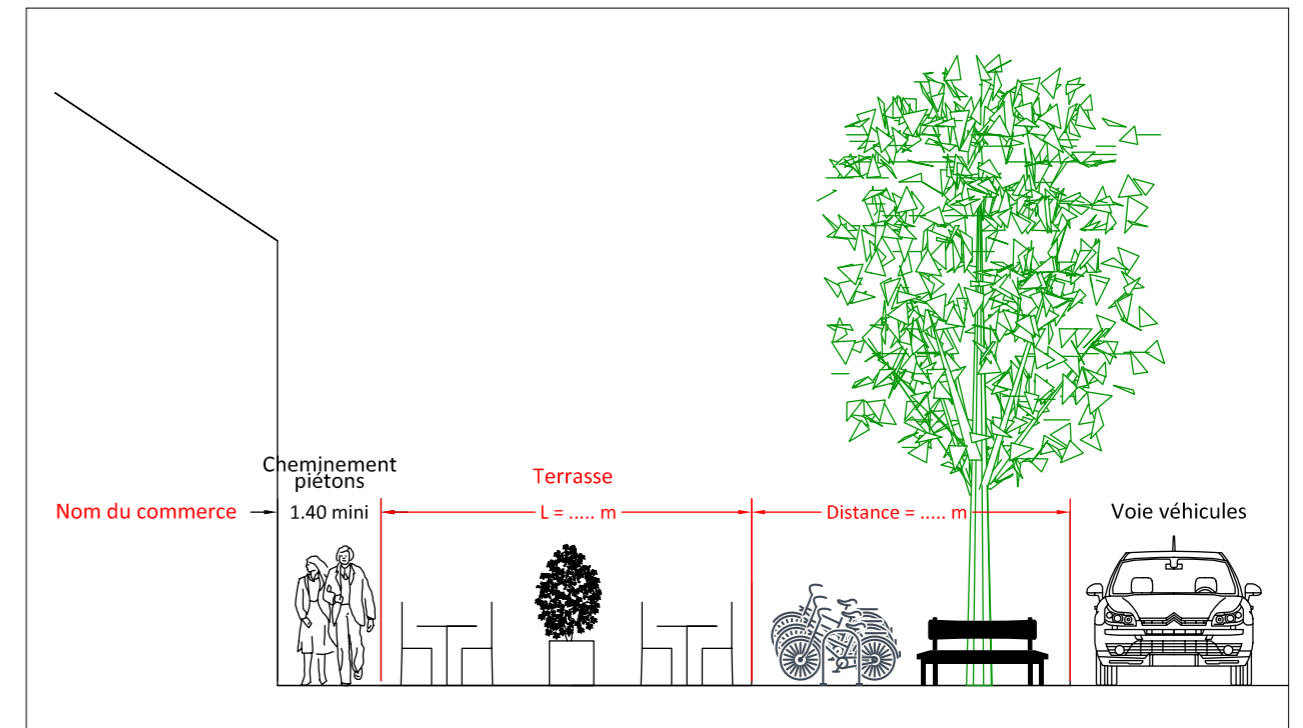 Cheminement
piétons
Terrasse
Nom du commerce
1.40 mini
L = ..... m
Distance = ..... m
Voie véhicules